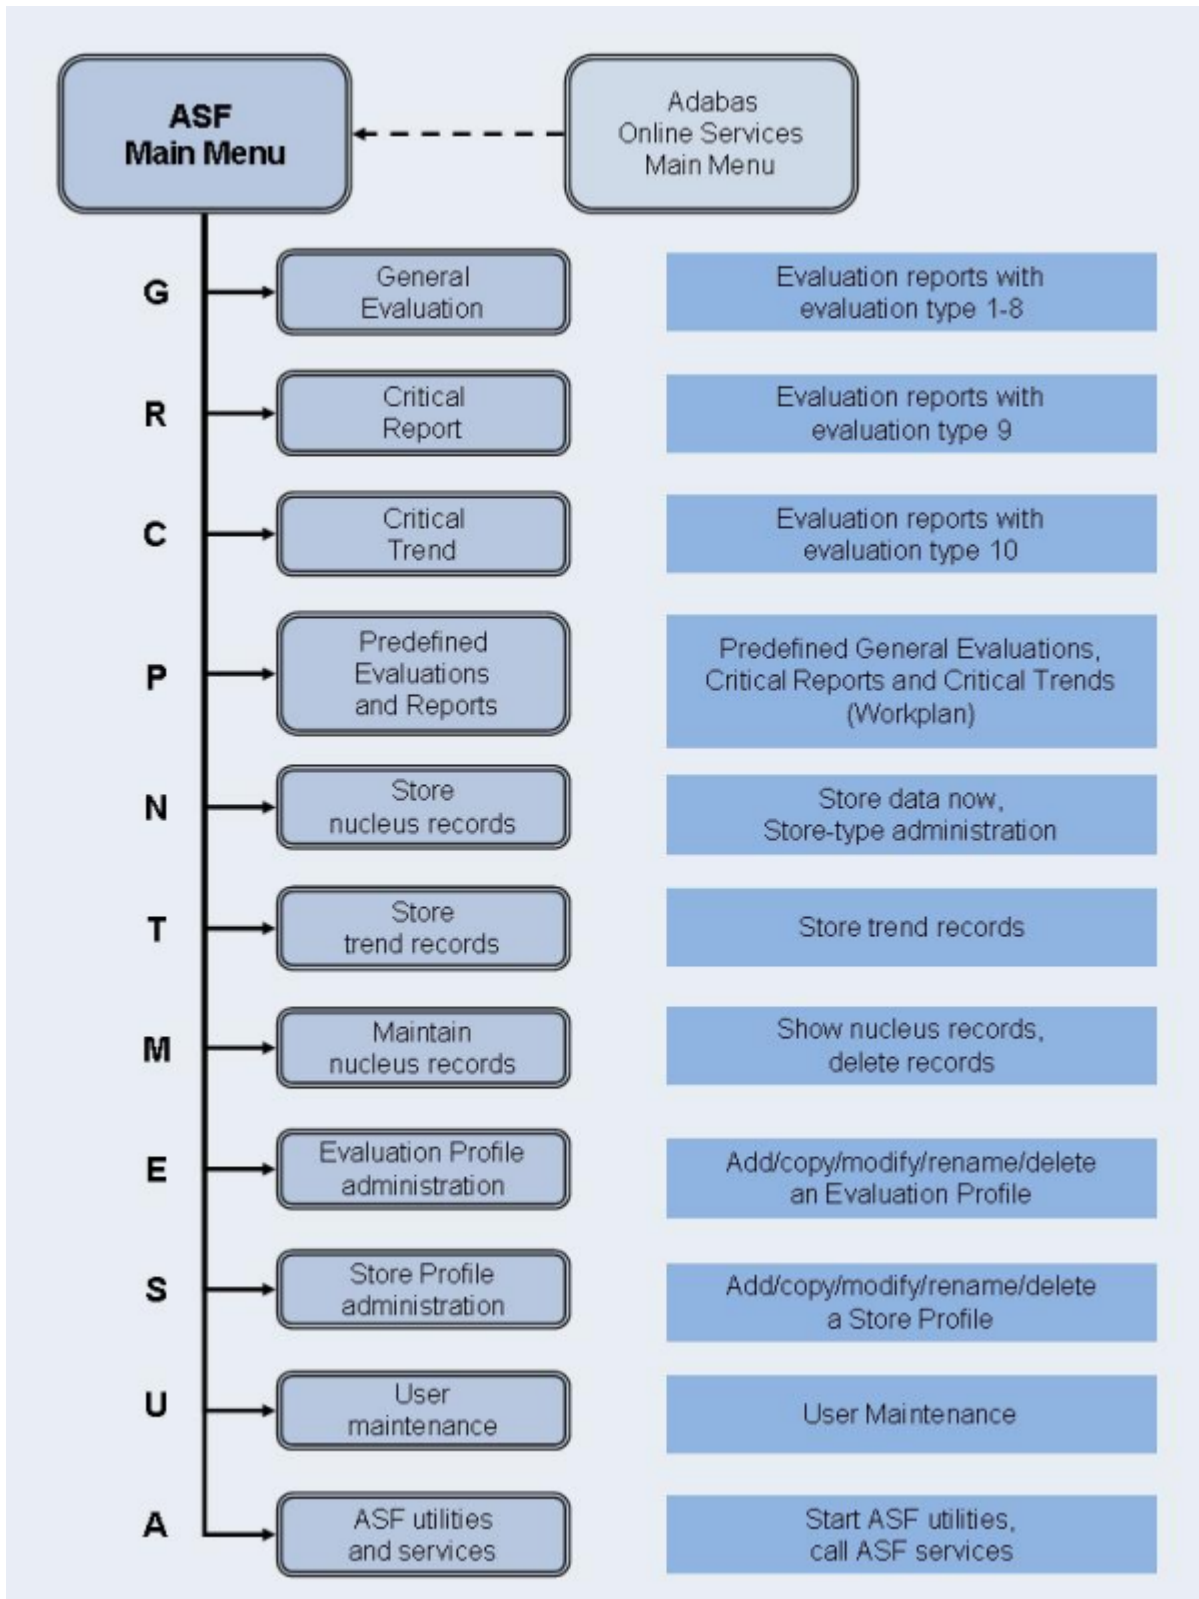 ASF
Main Menu
Adabas
Online Services
Main Menu
G
General
Evaluation
Evaluation reports with
evaluation type 1-8
R
Critical
Report
Evaluation reports with
evaluation type 9
C
Critical
Trend
Evaluation reports with
evaluation type 10
P
Predefined
Evaluations
and Reports
Predefined General Evaluations,
Critical Reports and Critical Trends
(Workplan)
N
Store
nucleus records
Store data now,
Store-type administration
T
Store
trend records
Store trend records
M
Maintain
nucleus records
Show nucleus records,
delete records
E
Evaluation Profile
administration
Add/copy/modify/rename/delete
an Evaluation Profile
S
Store Profile
administration
Add/copy/modify/rename/delete
a Store Profile
U
User
maintenance
User Maintenance
A
ASF utilities
and services
Start ASF utilities,
call ASF services